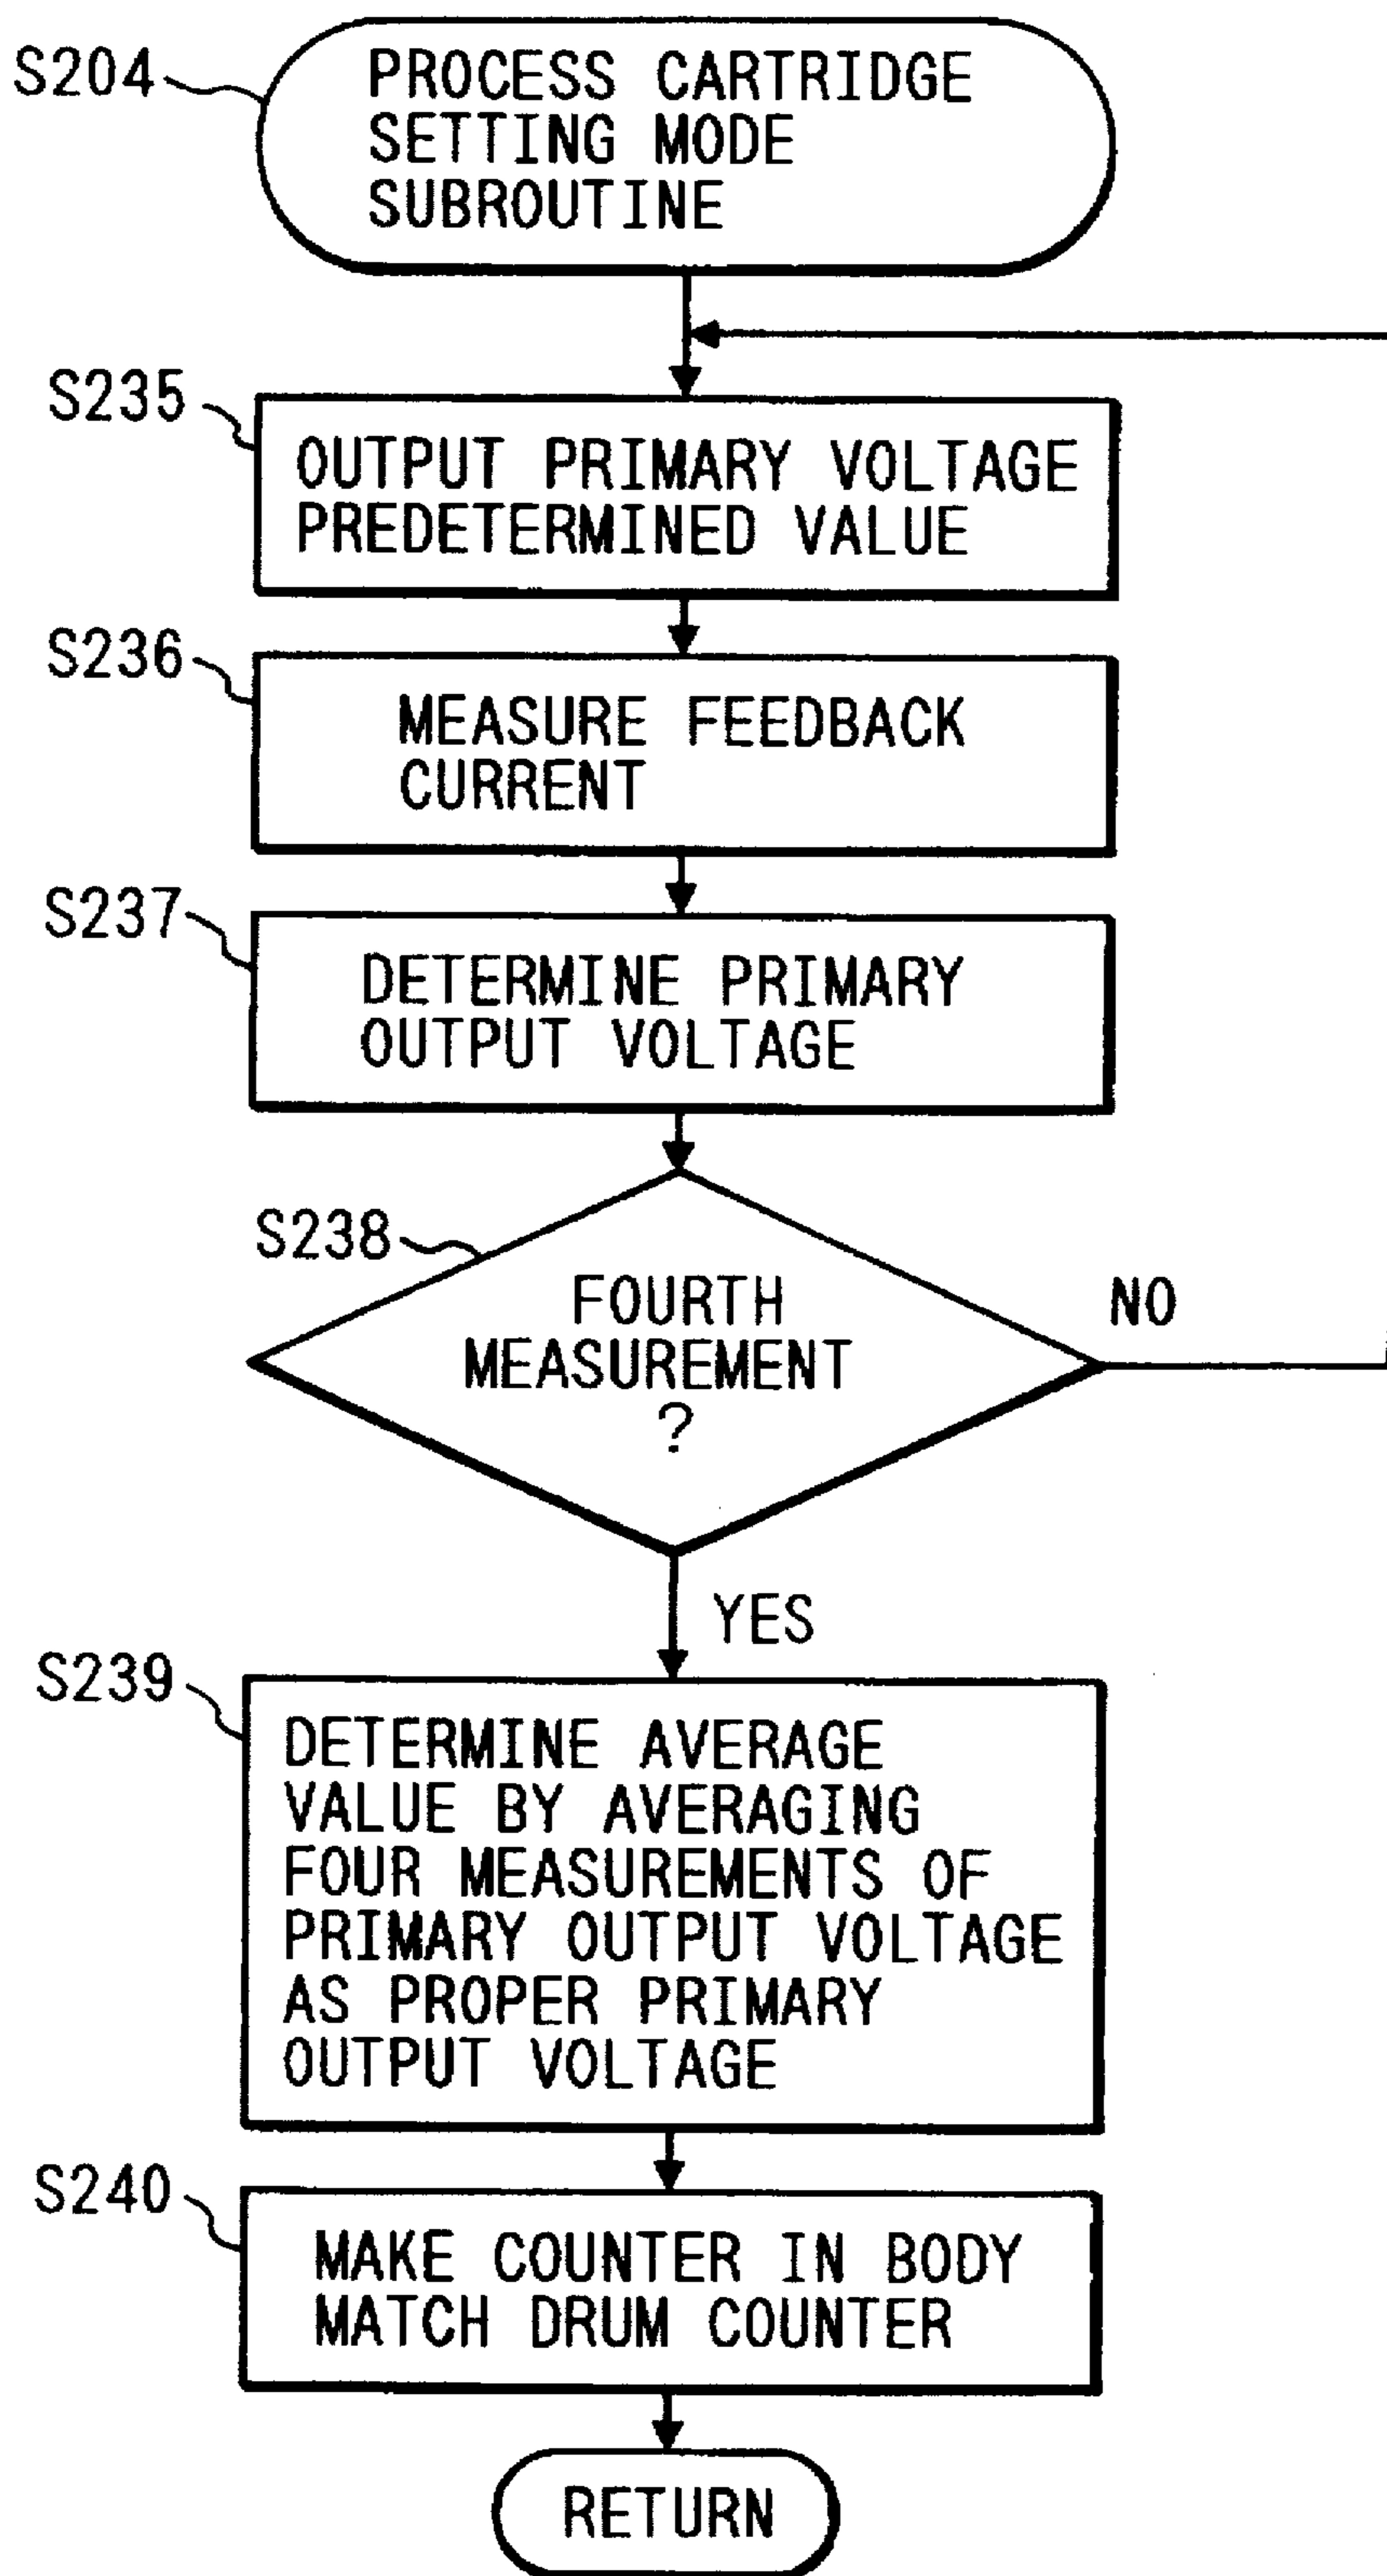 S204
PROCESS CARTRIDGE
SETTING MODE
SUBROUTINE
S235
OUTPUT PRIMARY VOLTAGE
PREDETERMINED VALUE
S236
MEASURE FEEDBACK
CURRENT
S237
DETERMINE PRIMARY
OUTPUT VOLTAGE
S238
FOURTH
MEASUREMENT
?
NO
YES
S239
DETERMINE AVERAGE
VALUE BY AVERAGING
FOUR MEASUREMENTS OF
PRIMARY OUTPUT VOLTAGE
AS PROPER PRIMARY
OUTPUT VOLTAGE
S240
MAKE COUNTER IN BODY
MATCH DRUM COUNTER
RETURN